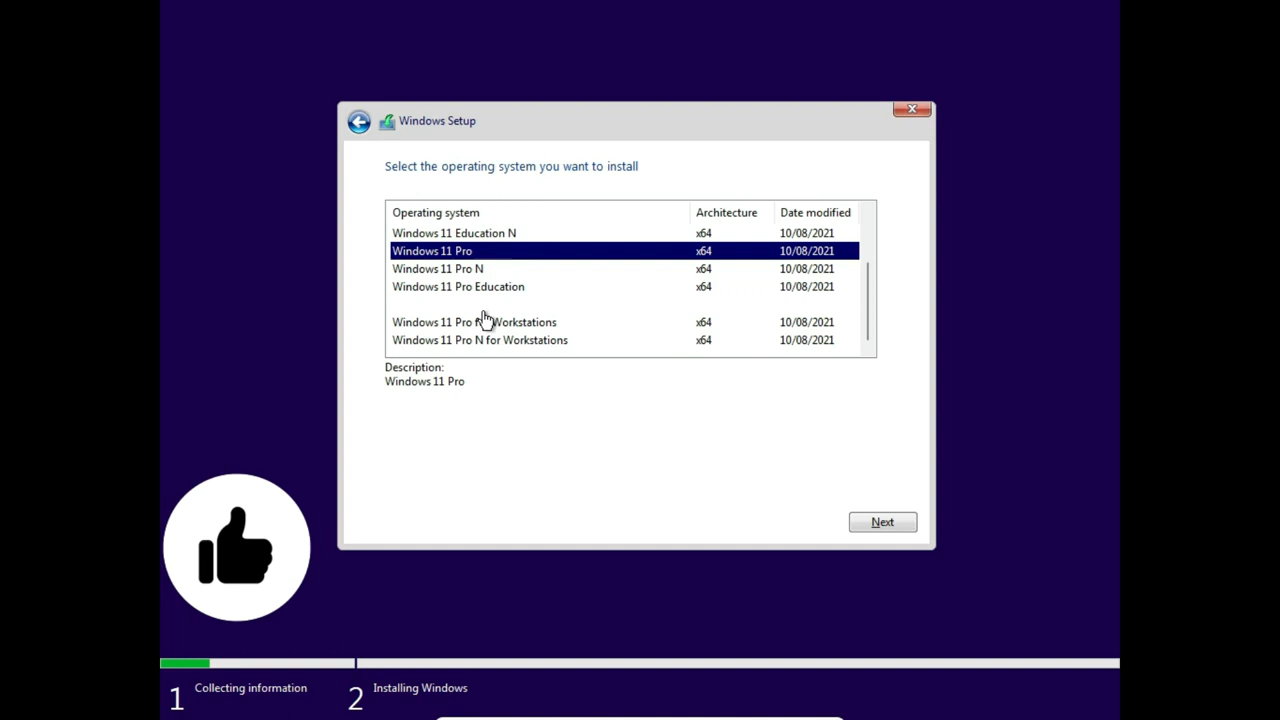 Windows Setup
Select the operating system you want to install
Operating system Architecture Date modified
Windows 11 Education N x64 10/08/2021
Windows 11 Pro x64 10/08/2021
Windows 11 Pro N x64 10/08/2021
Windows 11 Pro Education x64 10/08/2021
Windows 11 Pro Workstations x64 10/08/2021
Windows 11 Pro N for Workstations x64 10/08/2021
Description:
Windows 11 Pro
Next
1 Collecting information 2 Installing Windows